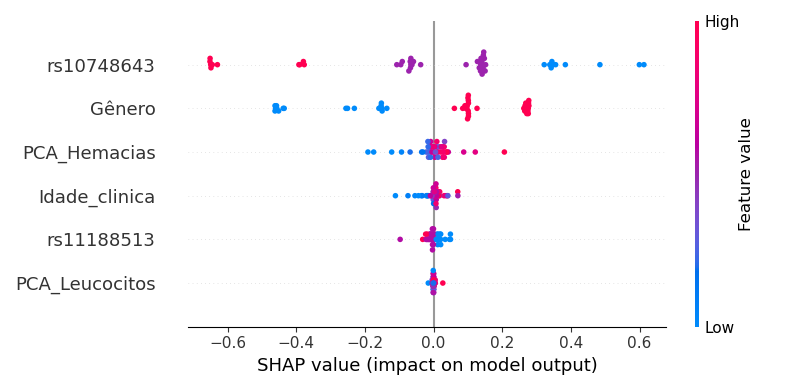 High
rs10748643
Gênero
PCA_Hemacias
Idade_clinica
rs11188513
PCA_Leucocitos
Feature value
Low
−0.6 −0.4 −0.2 0.0 0.2 0.4 0.6
SHAP value (impact on model output)